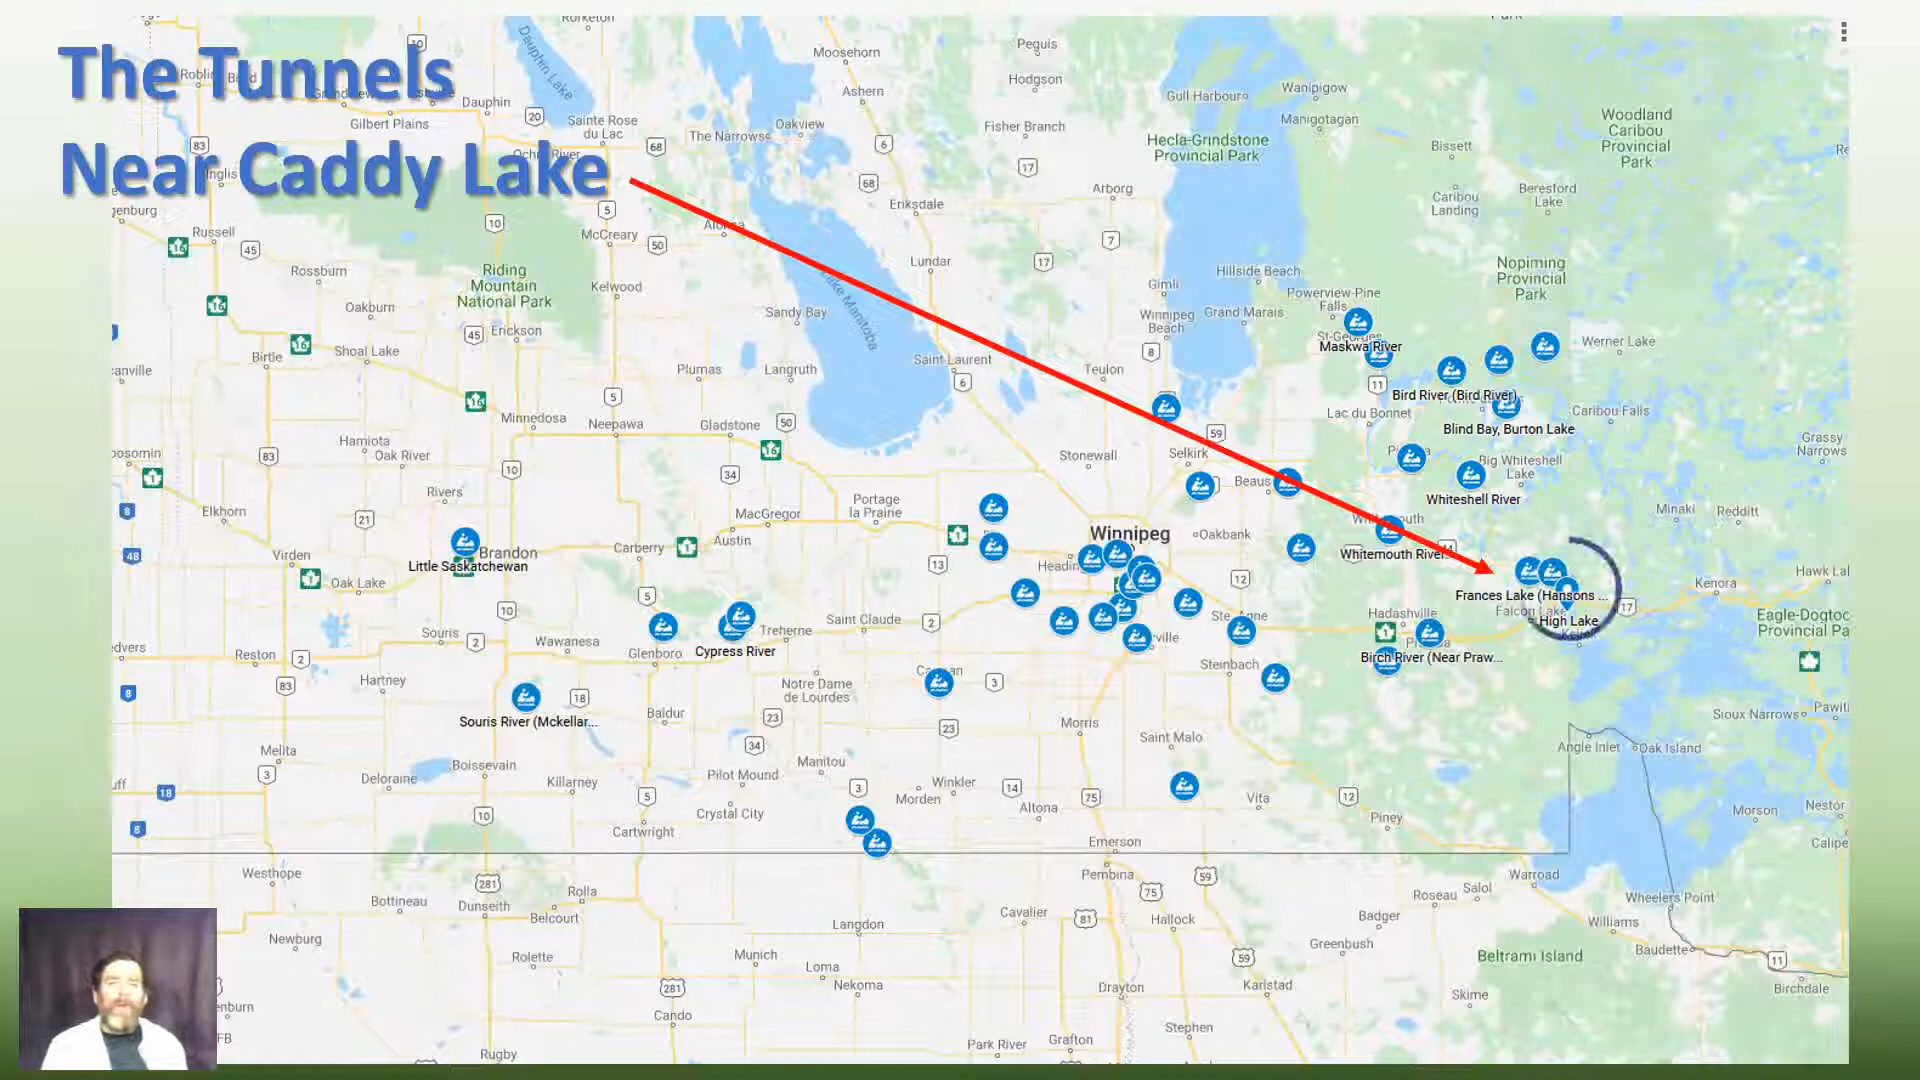 The Tunnels
Near Caddy Lake
Rorketon
Moosehorn
Peguis
Hodgson
Ashern
Dauphin Lake
Dauphin
Gilbert Plains
Sainte Rose
du Lac
The Narrows
Oakview
Fisher Branch
Gull Harbour
Wanipigow
Manigotagan
Hecla-Grindstone
Provincial Park
Woodland
Caribou
Provincial
Park
Bissett
Caribou
Landing
Beresford
Lake
Arborg
Eriksdale
Russell
McCreary
Alonsa
Lundar
Rossburn
Riding
Mountain
National Park
Kelwood
Oakburn
Erickson
Lake Manitoba
Sandy Bay
Hillside Beach
Gimli
Powerview-Pine
Falls
Nopiming
Provincial
Park
Winnipeg
Beach
Grand Marais
St-Georges
Maskwa River
Werner Lake
Birtle
Shoal Lake
Saint Laurent
Plumas
Langruth
Teulon
Bird River (Bird River)
Lac du Bonnet
Caribou Falls
Blind Bay, Burton Lake
Minnedosa
Neepawa
Gladstone
Hamiota
Oak River
Stonewall
Selkirk
Grassy
Narrows
Big Whiteshell
Lake
Whiteshell River
Rivers
Elkhorn
Portage
la Prairie
MacGregor
Austin
Winnipeg
Oakbank
Minaki
Redditt
Virden
Oak Lake
Brandon
Little Saskatchewan
Carberry
Whitemouth River
Kenora
Frances Lake (Hansons ...
Falcon Lake
High Lake
Keewatin
Hadashville
Souris
Wawanesa
Glenboro
Treherne
Cypress River
Saint Claude
Ste Agne
Steinbach
Birch River (Near Praw...
Reston
Hartney
Souris River (Mckellar...
Baldur
Notre Dame
de Lourdes
Morris
Saint Malo
Sioux Narrows
Angle Inlet
Oak Island
Melita
Boissevain
Deloraine
Killarney
Pilot Mound
Manitou
Crystal City
Winkler
Morden
Altona
Vita
Piney
Morson
Cartwright
Emerson
Westhope
Pembina
Warroad
Roseau
Salol
Wheelers Point
Bottineau
Dunseith
Rolla
Belcourt
Langdon
Cavalier
Hallock
Badger
Williams
Greenbush
Baudette
Newburg
Rolette
Munich
Loma
Nekoma
Drayton
Karlstad
Beltrami Island
Skime
Birchdale
Cando
Rugby
Park River
Grafton
Stephen